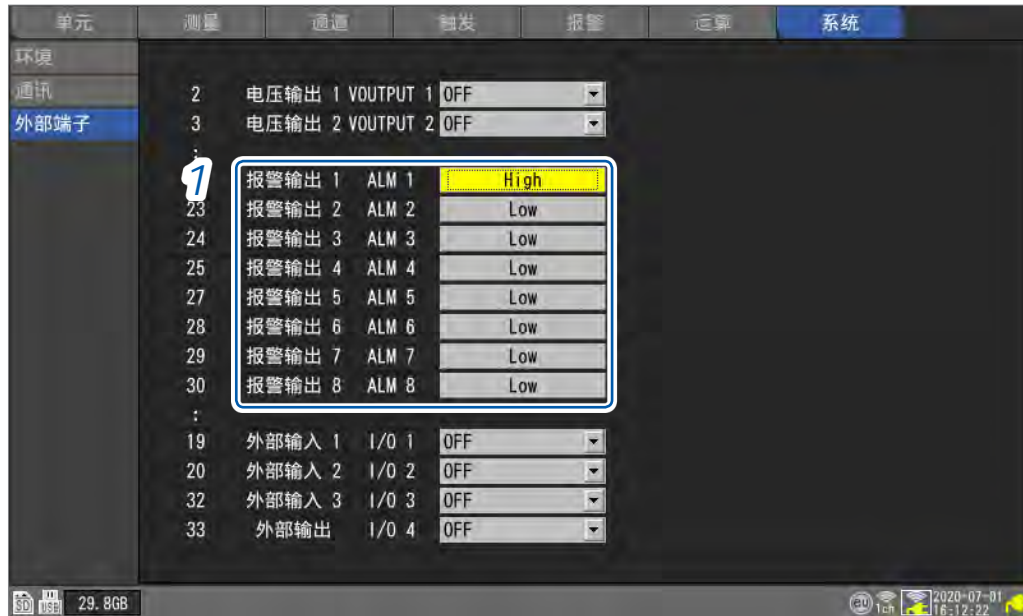 单元 测量 通道 触发 报警 运算 系统
环境
通讯
外部端子
2 电压输出 1 VOUTPUT 1 OFF
3 电压输出 2 VOUTPUT 2 OFF
:
1 报警输出 1 ALM 1 High
23 报警输出 2 ALM 2 Low
24 报警输出 3 ALM 3 Low
25 报警输出 4 ALM 4 Low
27 报警输出 5 ALM 5 Low
28 报警输出 6 ALM 6 Low
29 报警输出 7 ALM 7 Low
30 报警输出 8 ALM 8 Low
:
19 外部输入 1 I/O 1 OFF
20 外部输入 2 I/O 2 OFF
32 外部输入 3 I/O 3 OFF
33 外部输出 I/O 4 OFF
SD USB 29.8GB eu 1ch 2020-07-01
16:12:22